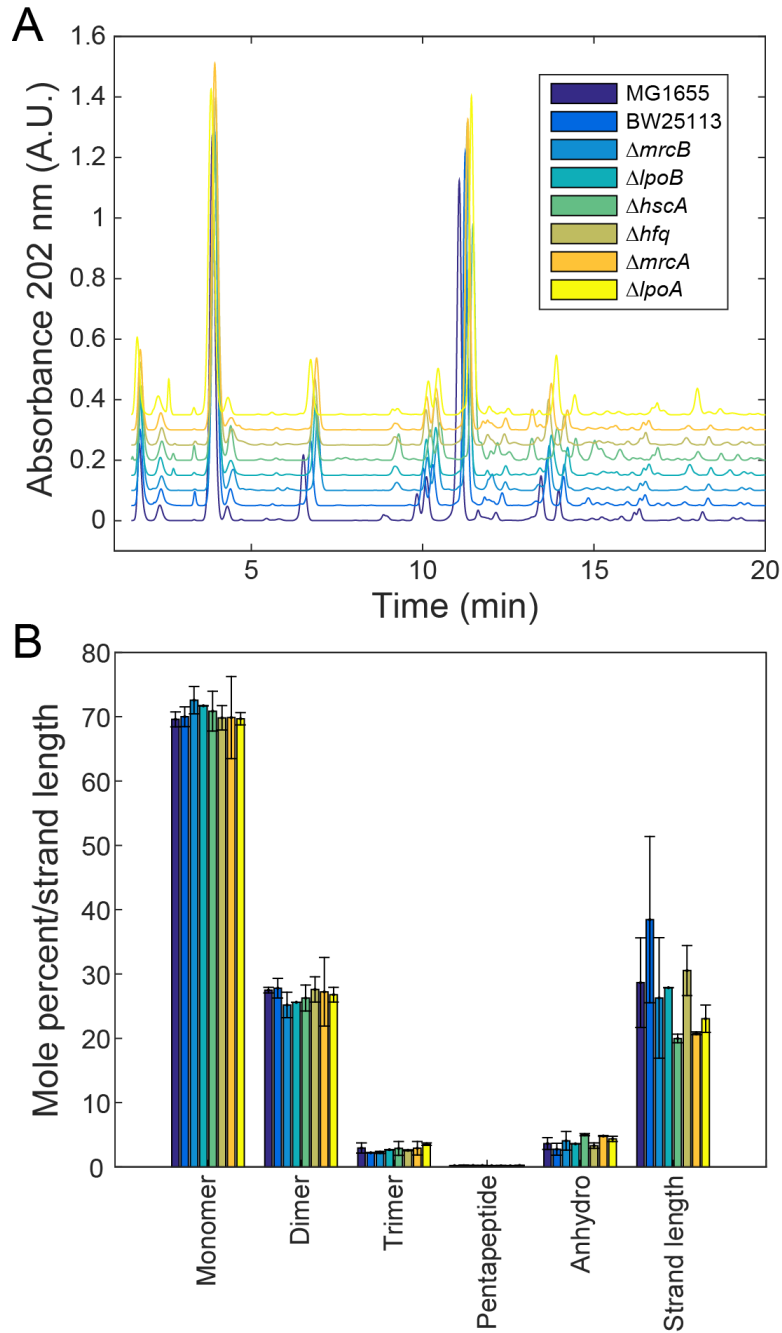 A
Absorbance 202 nm (A.U.)
1.6
1.4
1.2
1
0.8
0.6
0.4
0.2
0
MG1655
BW25113
ΔmrcB
ΔlpoB
ΔhscA
Δhfq
ΔmrcA
ΔlpoA
5
10
15
20
Time (min)
B
Mole percent/strand length
80
70
60
50
40
30
20
10
0
Monomer
Dimer
Trimer
Pentapeptide
Anhydro
Strand length